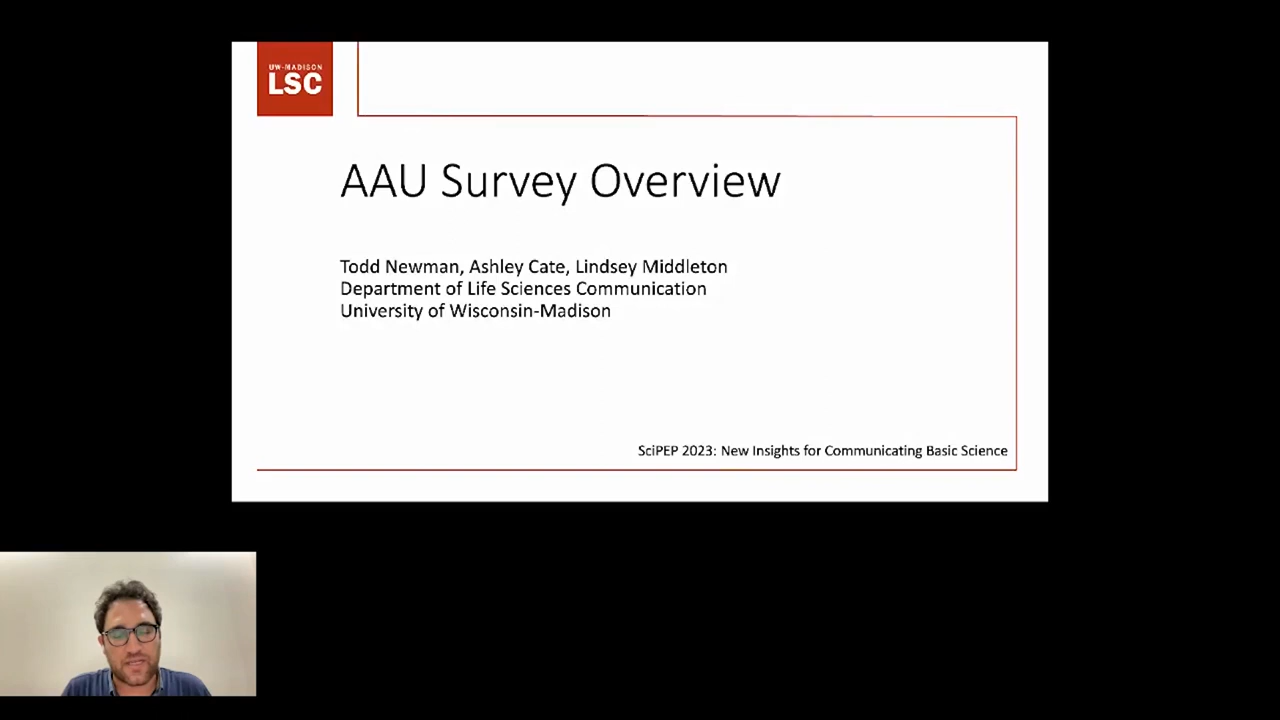 UW-MADISON
LSC
AAU Survey Overview
Todd Newman, Ashley Cate, Lindsey Middleton
Department of Life Sciences Communication
University of Wisconsin-Madison
SciPEP 2023: New Insights for Communicating Basic Science